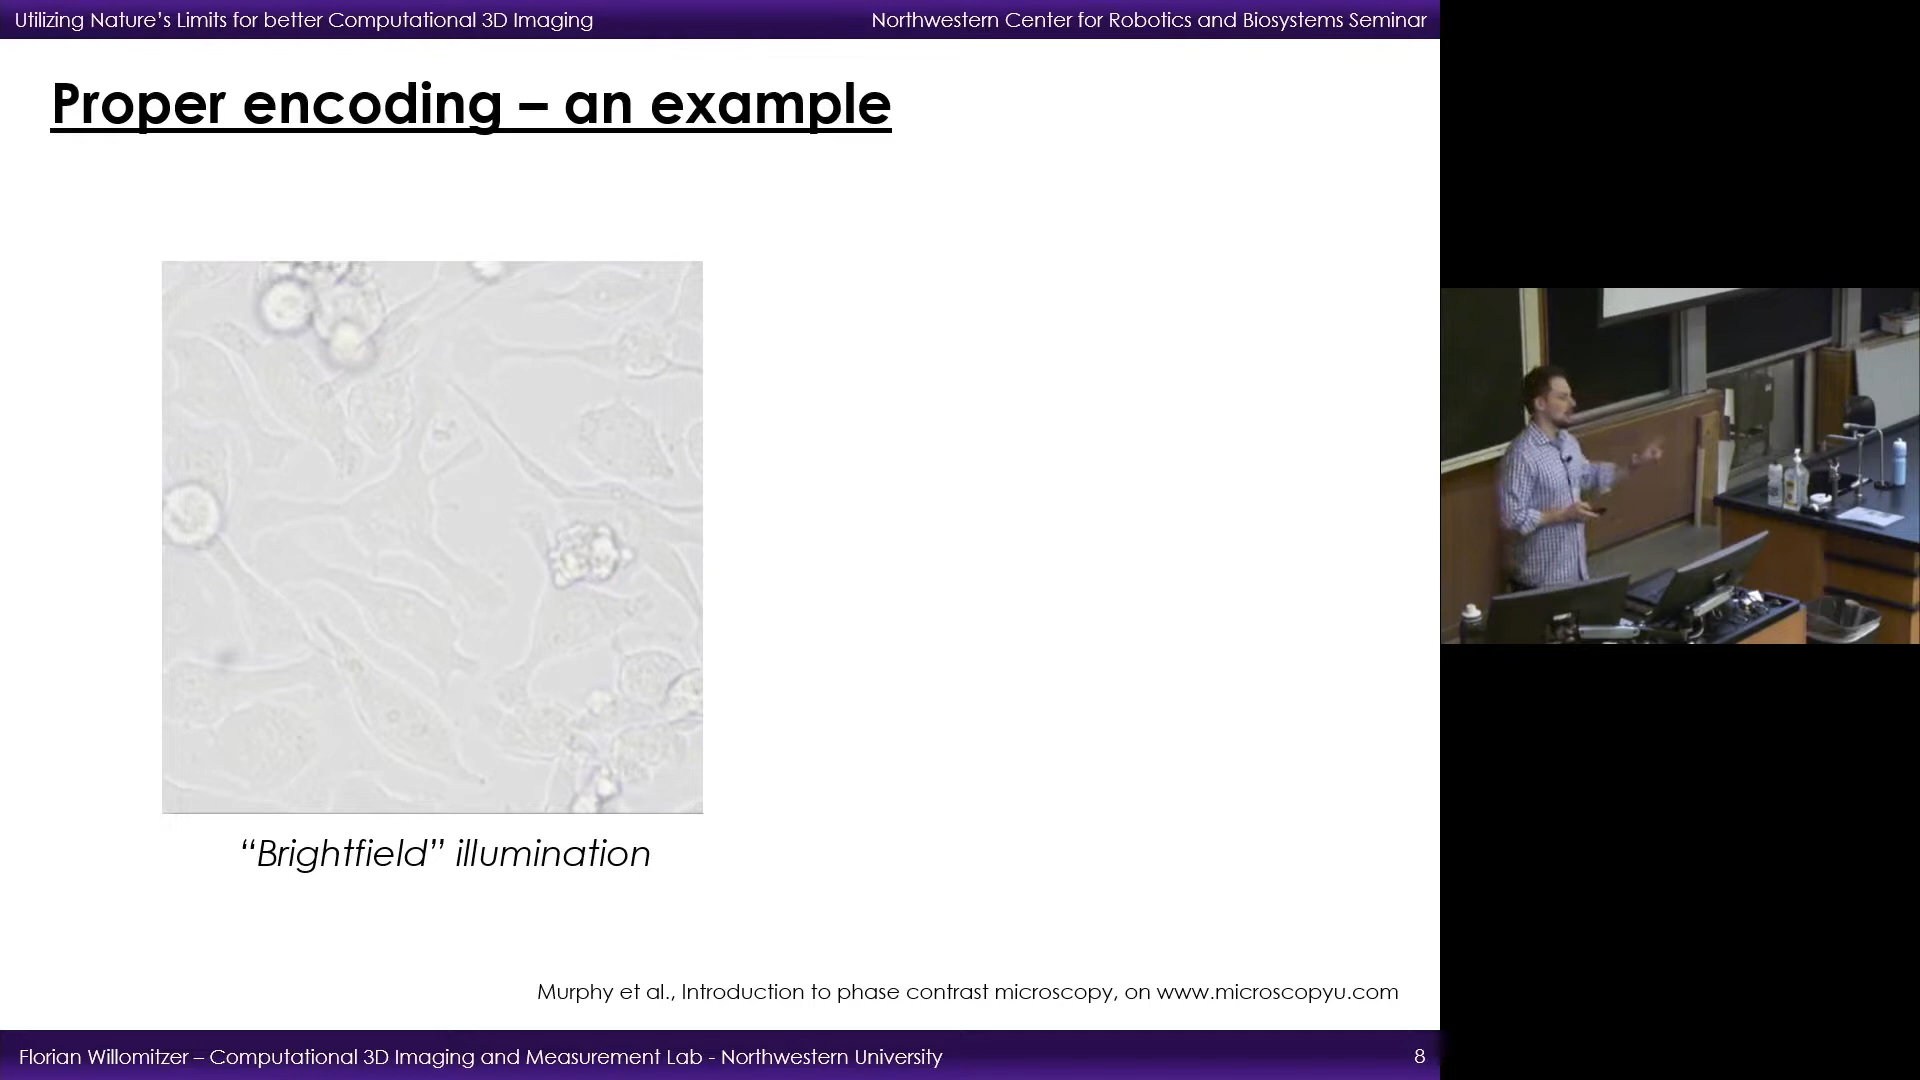 Utilizing Nature’s Limits for better Computational 3D Imaging
Northwestern Center for Robotics and Biosystems Seminar
Proper encoding – an example
“Brightfield” illumination
Murphy et al., Introduction to phase contrast microscopy, on www.microscopyu.com
Florian Willomitzer – Computational 3D Imaging and Measurement Lab - Northwestern University
8